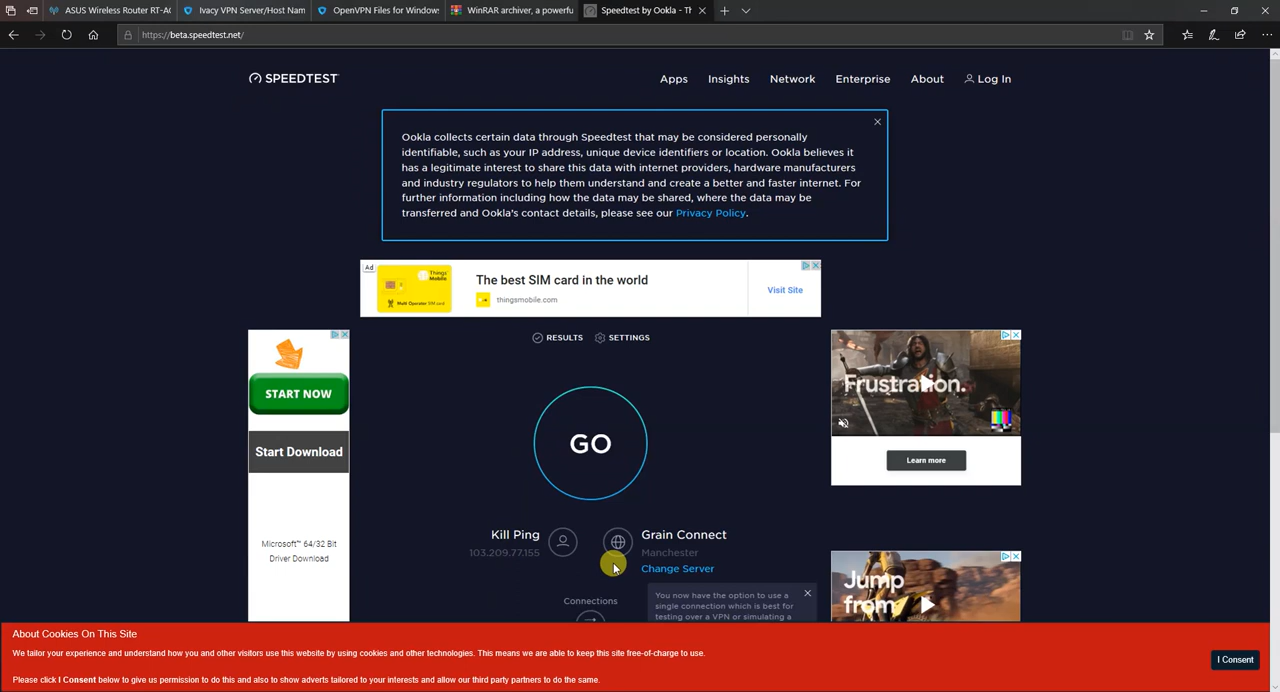 ASUS Wireless Router RT-AC
Ivacy VPN Server/Host Nam
OpenVPN Files for Window
WinRAR archiver, a powerfu
Speedtest by Ookla - Th
https://beta.speedtest.net/
SPEEDTEST
Apps
Insights
Network
Enterprise
About
Log In
Ookla collects certain data through Speedtest that may be considered personally
identifiable, such as your IP address, unique device identifiers or location. Ookla believes it
has a legitimate interest to share this data with internet providers, hardware manufacturers
and industry regulators to help them understand and create a better and faster internet. For
further information including how the data may be shared, where the data may be
transferred and Ookla's contact details, please see our Privacy Policy.
Ad
Things
Mobile
Multi Operator SIM card
The best SIM card in the world
thingsmobile.com
Visit Site
RESULTS
SETTINGS
START NOW
Start Download
Microsoft™ 64/32 Bit
Driver Download
GO
Frustration.
Learn more
Kill Ping
103.209.77.155
Grain Connect
Manchester
Change Server
Connections
You now have the option to use a
single connection which is best for
testing over a VPN or simulating a
Jump
from
About Cookies On This Site
We tailor your experience and understand how you and other visitors use this website by using cookies and other technologies. This means we are able to keep this site free-of-charge to use.
Please click I Consent below to give us permission to do this and also to show adverts tailored to your interests and allow our third party partners to do the same.
I Consent